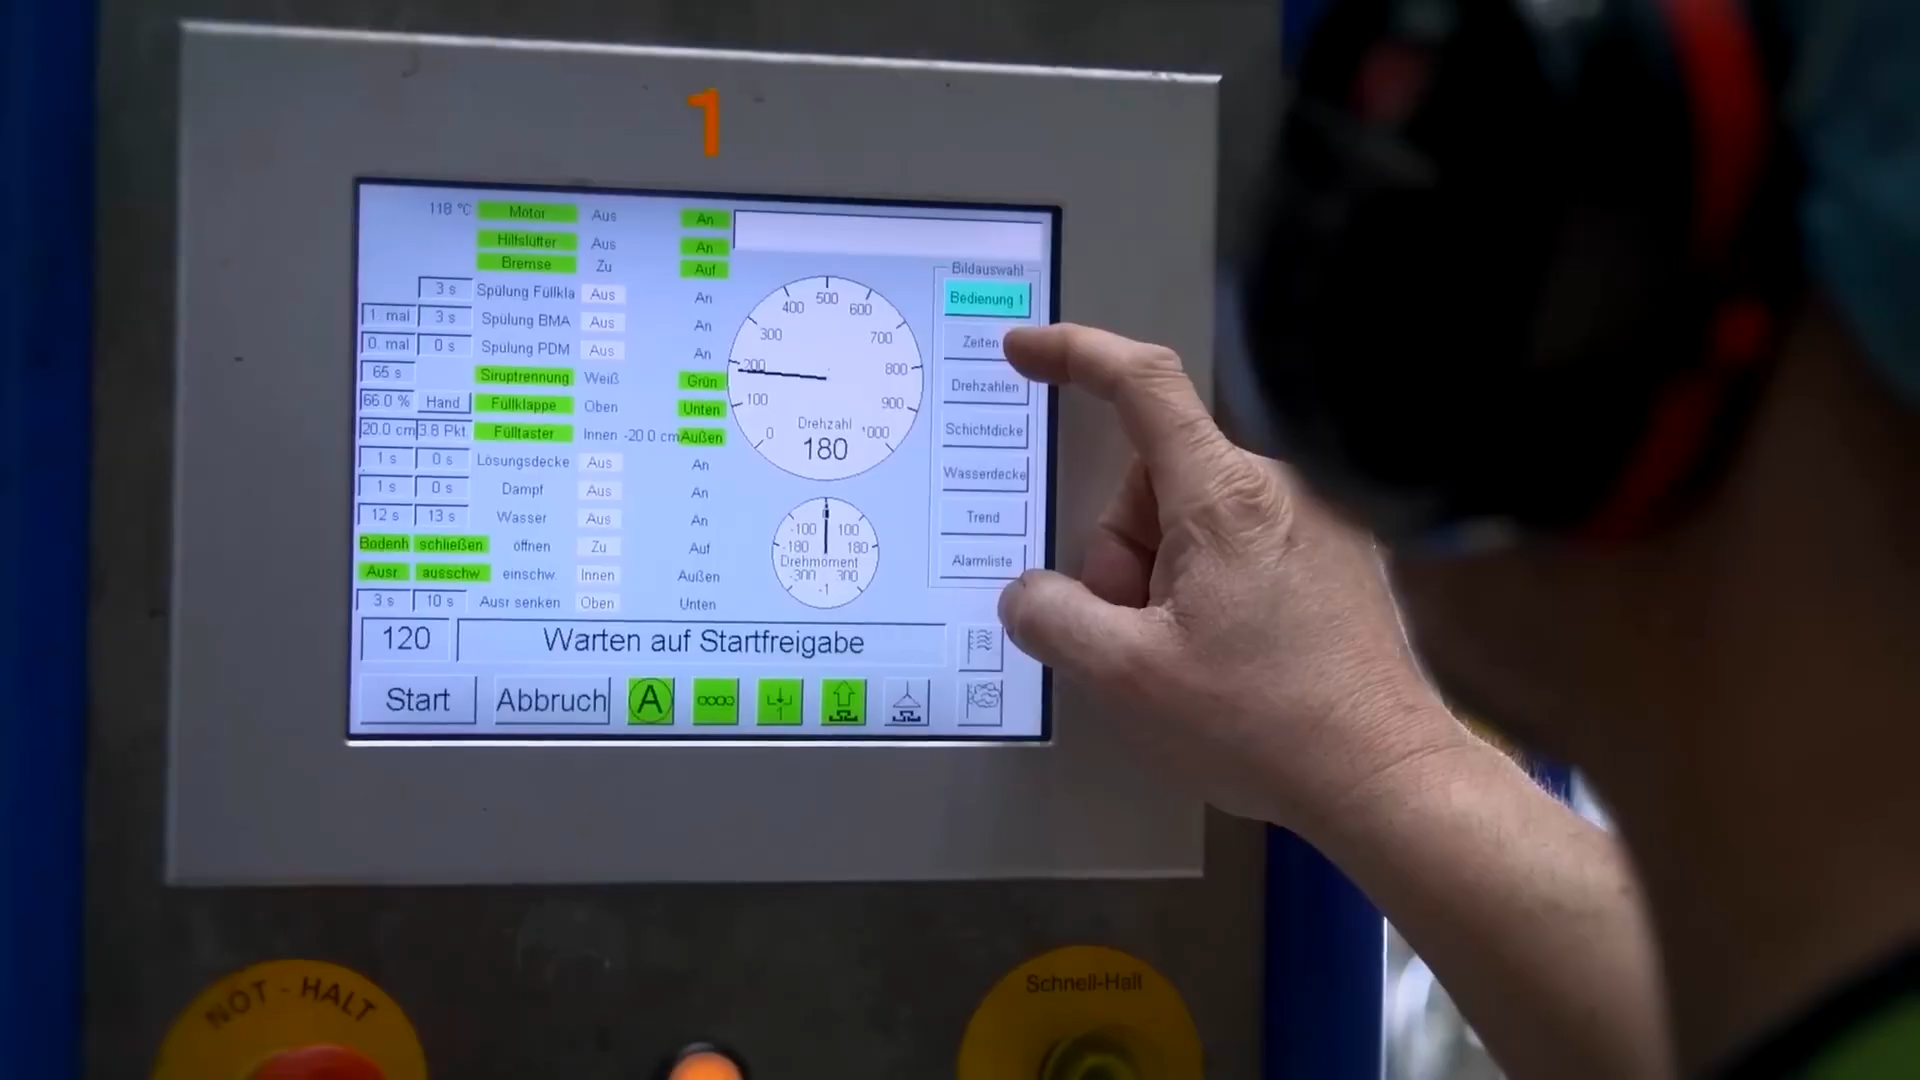 1
118 °C Motor Aus An
Hilfslüfter Aus An
Bremse Zu Auf
3 s Spülung Füllkla Aus An
1. mal 3 s Spülung BMA Aus An
0. mal 0 s Spülung PDM Aus An
65 s Siruptrennung Weiß Grün
66.0 % Hand Füllklappe Oben Unten
20.0 cm 3.8 Pkt. Fülltaster Innen -20.0 cm Außen
1 s 0 s Lösungsdecke Aus An
1 s 0 s Dampf Aus An
12 s 13 s Wasser Aus An
Bodenh schließen öffnen Zu Auf
Ausr. ausschw. einschw. Innen Außen
3 s 10 s Ausr senken Oben Unten
0 100 200 300 400 500 600 700 800 900 1000
Drehzahl
180
-100 100
-180 180
Drehmoment
-300 300
-1
Bildauswahl
Bedienung 1
Zeiten
Drehzahlen
Schichtdicke
Wasserdecke
Trend
Alarmliste
120 Warten auf Startfreigabe
Start Abbruch A
NOT - HALT
Schnell-Halt